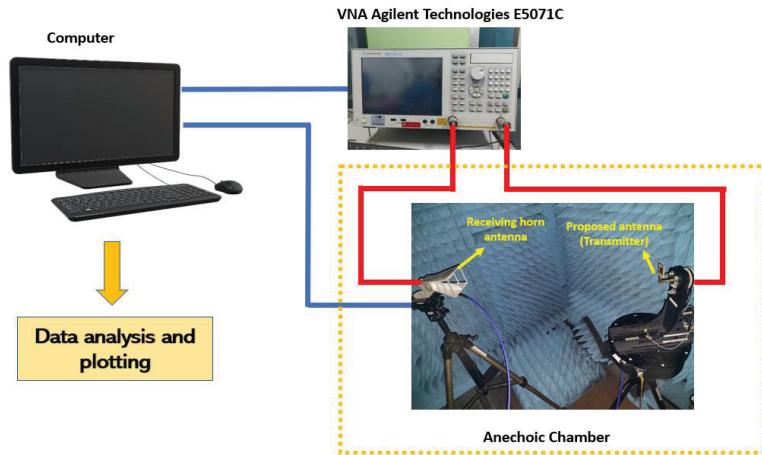 VNA Agilent Technologies E5071C
Computer
Receiving horn
antenna
Proposed antenna
(Transmitter)
Data analysis and
plotting
Anechoic Chamber